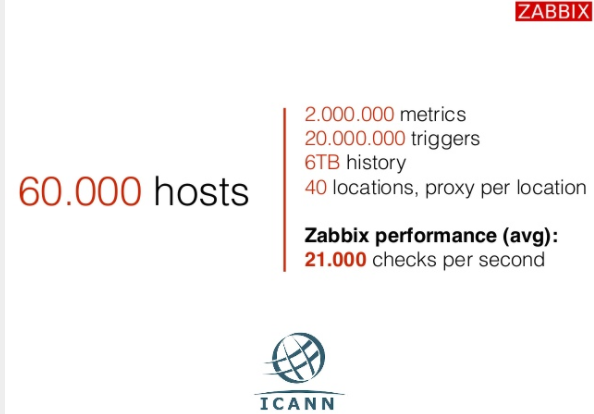 ZABBIX
60.000 hosts
2.000.000 metrics
20.000.000 triggers
6TB history
40 locations, proxy per location
Zabbix performance (avg):
21.000 checks per second
ICANN